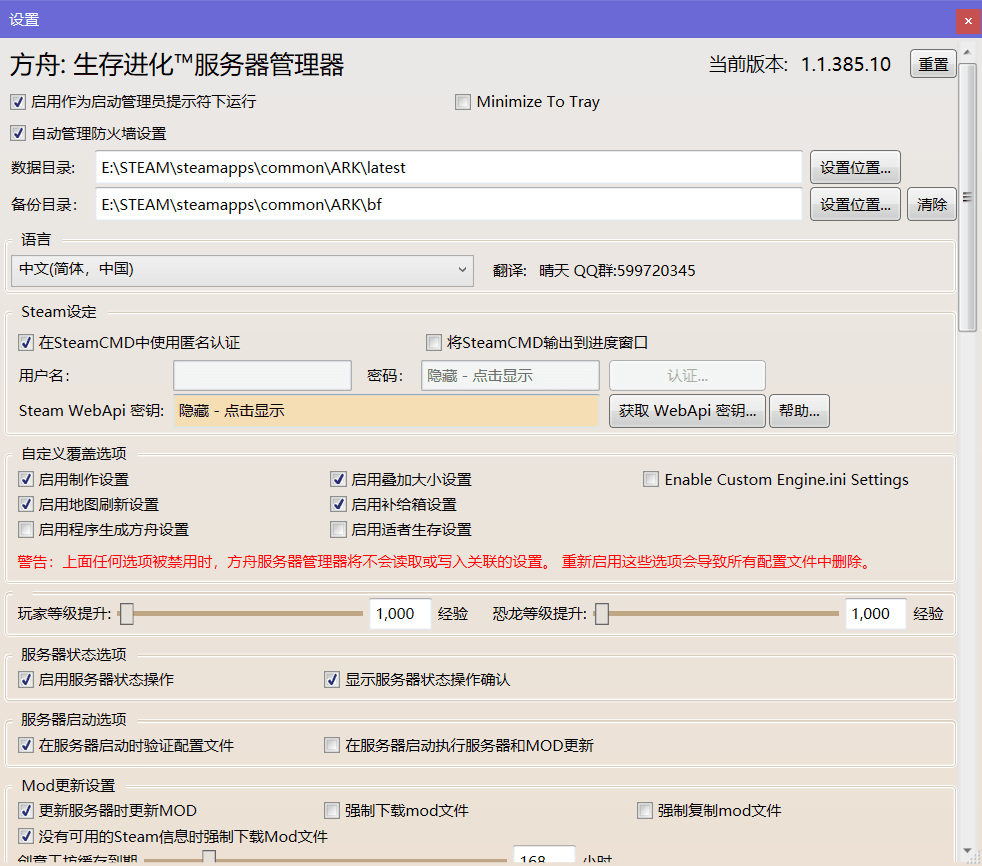 设置
方舟: 生存进化™服务器管理器 当前版本: 1.1.385.10 重置
启用作为启动管理员提示符下运行 Minimize To Tray
自动管理防火墙设置
数据目录: E:\STEAM\steamapps\common\ARK\latest 设置位置...
备份目录: E:\STEAM\steamapps\common\ARK\bf 设置位置... 清除
语言
中文(简体，中国) 翻译: 晴天 QQ群:599720345
Steam设定
在SteamCMD中使用匿名认证 将SteamCMD输出到进度窗口
用户名: 密码: 隐藏 - 点击显示 认证...
Steam WebApi 密钥: 隐藏 - 点击显示 获取 WebApi 密钥... 帮助...
自定义覆盖选项
启用制作设置 启用叠加大小设置 Enable Custom Engine.ini Settings
启用地图刷新设置 启用补给箱设置
启用程序生成方舟设置 启用适者生存设置
警告：上面任何选项被禁用时，方舟服务器管理器将不会读取或写入关联的设置。 重新启用这些选项会导致所有配置文件中删除。
玩家等级提升: 1,000 经验 恐龙等级提升: 1,000 经验
服务器状态选项
启用服务器状态操作 显示服务器状态操作确认
服务器启动选项
在服务器启动时验证配置文件 在服务器启动执行服务器和MOD更新
Mod更新设置
更新服务器时更新MOD 强制下载mod文件 强制复制mod文件
没有可用的Steam信息时强制下载Mod文件
创意工坊缓存到期 168 小时